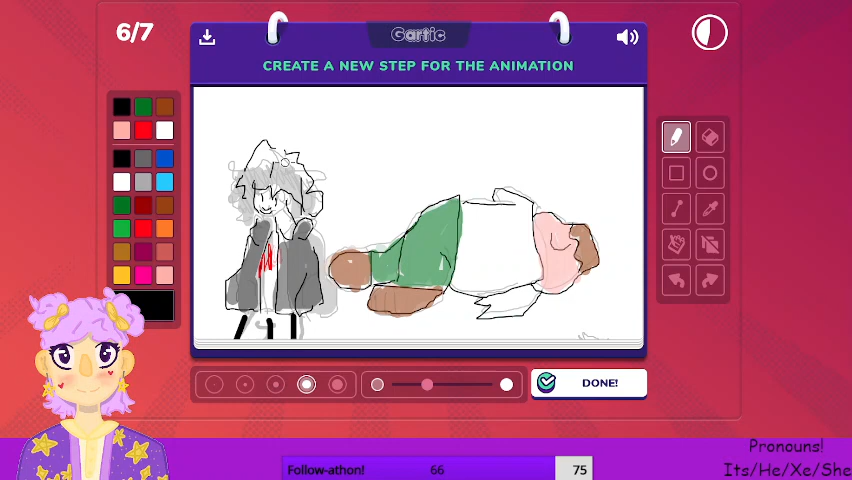 6/7
Gartic
CREATE A NEW STEP FOR THE ANIMATION
DONE!
Pronouns!
Its/He/Xe/She
Follow-athon! 66 75